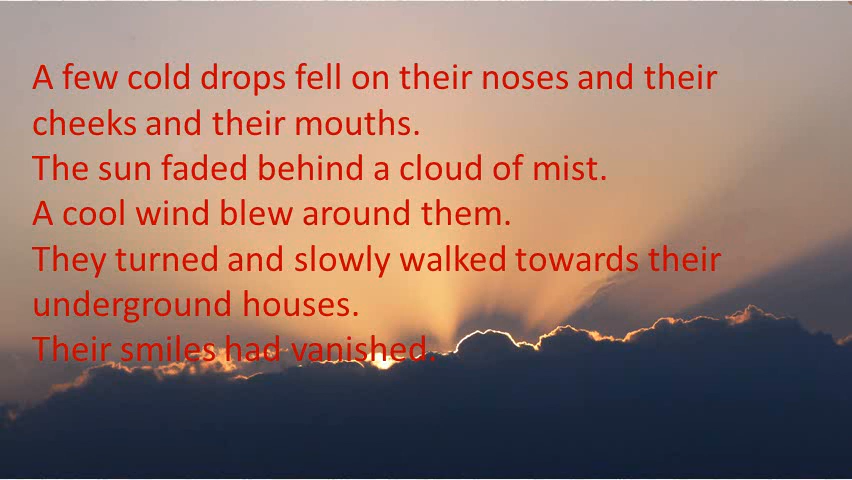 A few cold drops fell on their noses and their
cheeks and their mouths.
The sun faded behind a cloud of mist.
A cool wind blew around them.
They turned and slowly walked towards their
underground houses.
Their smiles had vanished.